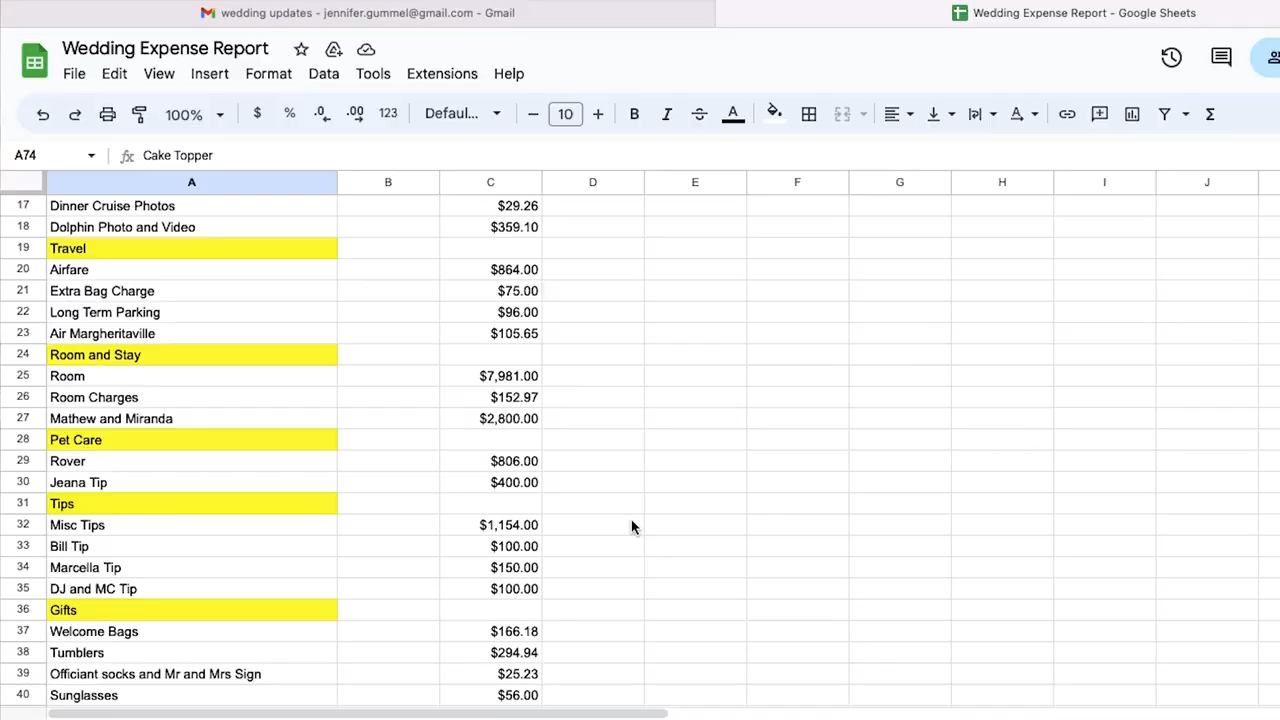 wedding updates - jennifer.gummel@gmail.com - Gmail
Wedding Expense Report - Google Sheets
Wedding Expense Report
File Edit View Insert Format Data Tools Extensions Help
100% $ % .0 .00 123 Defaul... 10 B I A A Σ
A74 fx Cake Topper
A B C D E F G H I J
17 Dinner Cruise Photos $29.26
18 Dolphin Photo and Video $359.10
19 Travel
20 Airfare $864.00
21 Extra Bag Charge $75.00
22 Long Term Parking $96.00
23 Air Margheritaville $105.65
24 Room and Stay
25 Room $7,981.00
26 Room Charges $152.97
27 Mathew and Miranda $2,800.00
28 Pet Care
29 Rover $806.00
30 Jeana Tip $400.00
31 Tips
32 Misc Tips $1,154.00
33 Bill Tip $100.00
34 Marcella Tip $150.00
35 DJ and MC Tip $100.00
36 Gifts
37 Welcome Bags $166.18
38 Tumblers $294.94
39 Officiant socks and Mr and Mrs Sign $25.23
40 Sunglasses $56.00